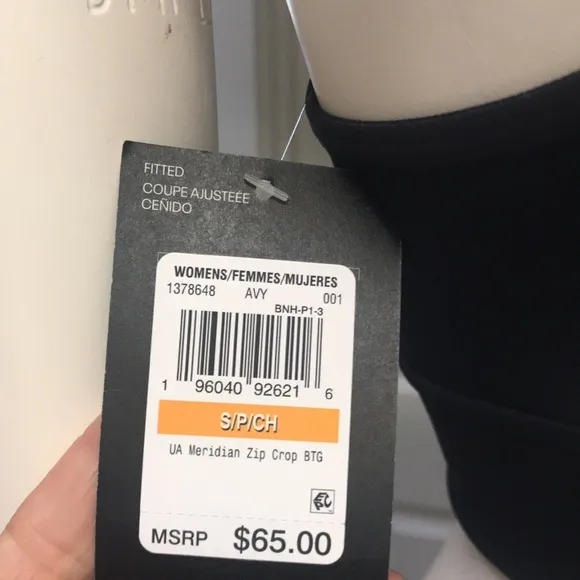 FITTED
COUPE AJUSTEÉE
CEÑIDO
WOMENS/FEMMES/MUJERES
1378648 AVY 001
BNH-P1-3
1 96040 92621 6
S/P/CH
UA Meridian Zip Crop BTG
MSRP $65.00